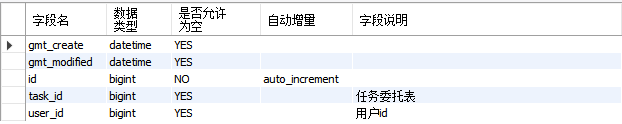 字段名 数据类型 是否允许为空 自动增量 字段说明
gmt_create datetime YES
gmt_modified datetime YES
id bigint NO auto_increment
task_id bigint YES 任务委托表
user_id bigint YES 用户id